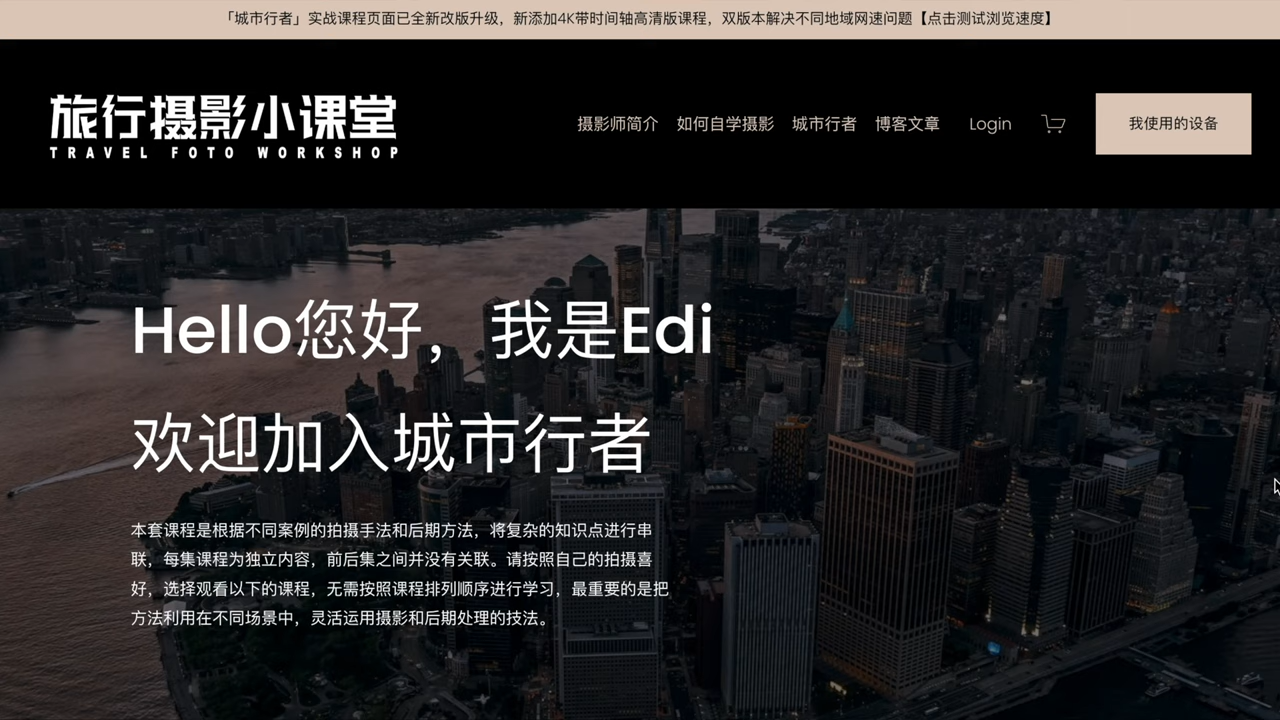 「城市行者」实战课程页面已全新改版升级，新添加4K带时间轴高清版课程，双版本解决不同地域网速问题【点击测试浏览速度】
旅行摄影小课堂
TRAVEL FOTO WORKSHOP
摄影师简介 如何自学摄影 城市行者 博客文章 Login 我使用的设备
Hello您好，我是Edi
欢迎加入城市行者
本套课程是根据不同案例的拍摄手法和后期方法，将复杂的知识点进行串
联，每集课程为独立内容，前后集之间并没有关联。请按照自己的拍摄喜
好，选择观看以下的课程，无需按照课程排列顺序进行学习，最重要的是把
方法利用在不同场景中，灵活运用摄影和后期处理的技法。